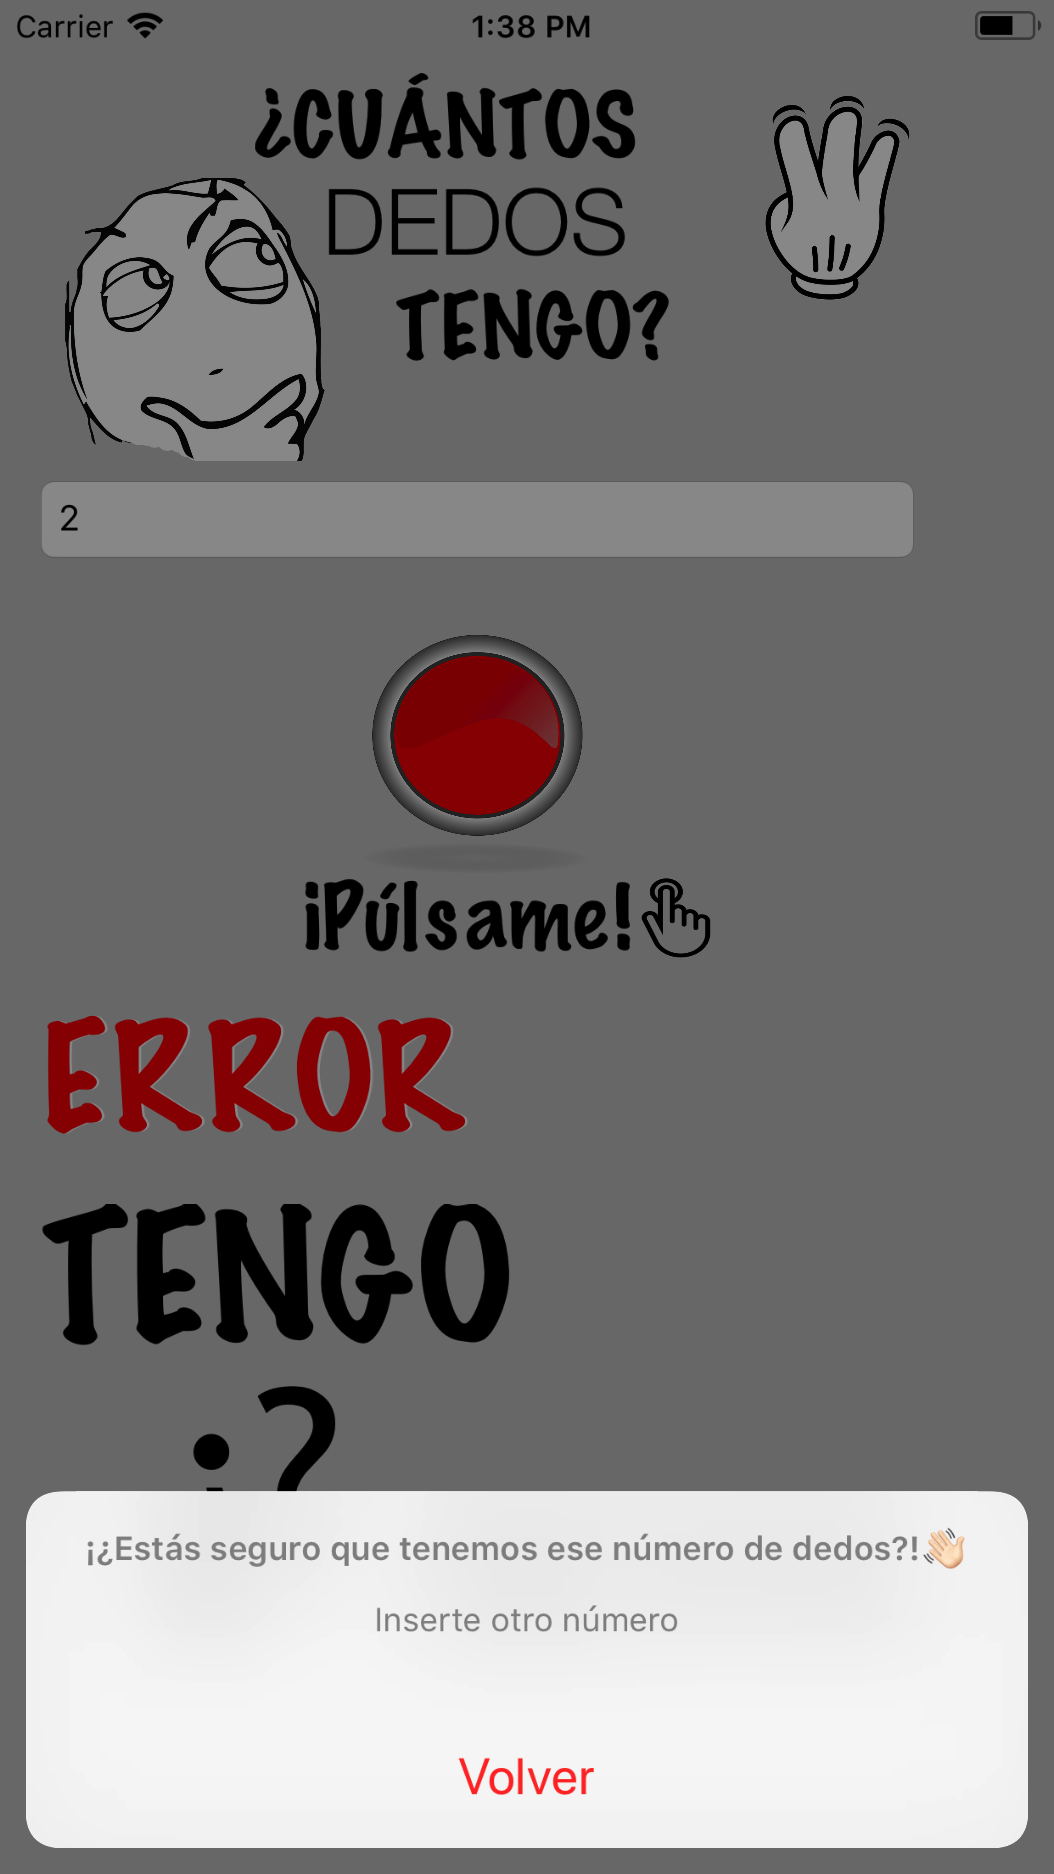 Carrier
1:38 PM
¿CUÁNTOS
DEDOS
TENGO?
2
¡Púlsame!
ERROR
TENGO
¡?
¡¿Estás seguro que tenemos ese número de dedos?!👋🏻
Inserte otro número
Volver